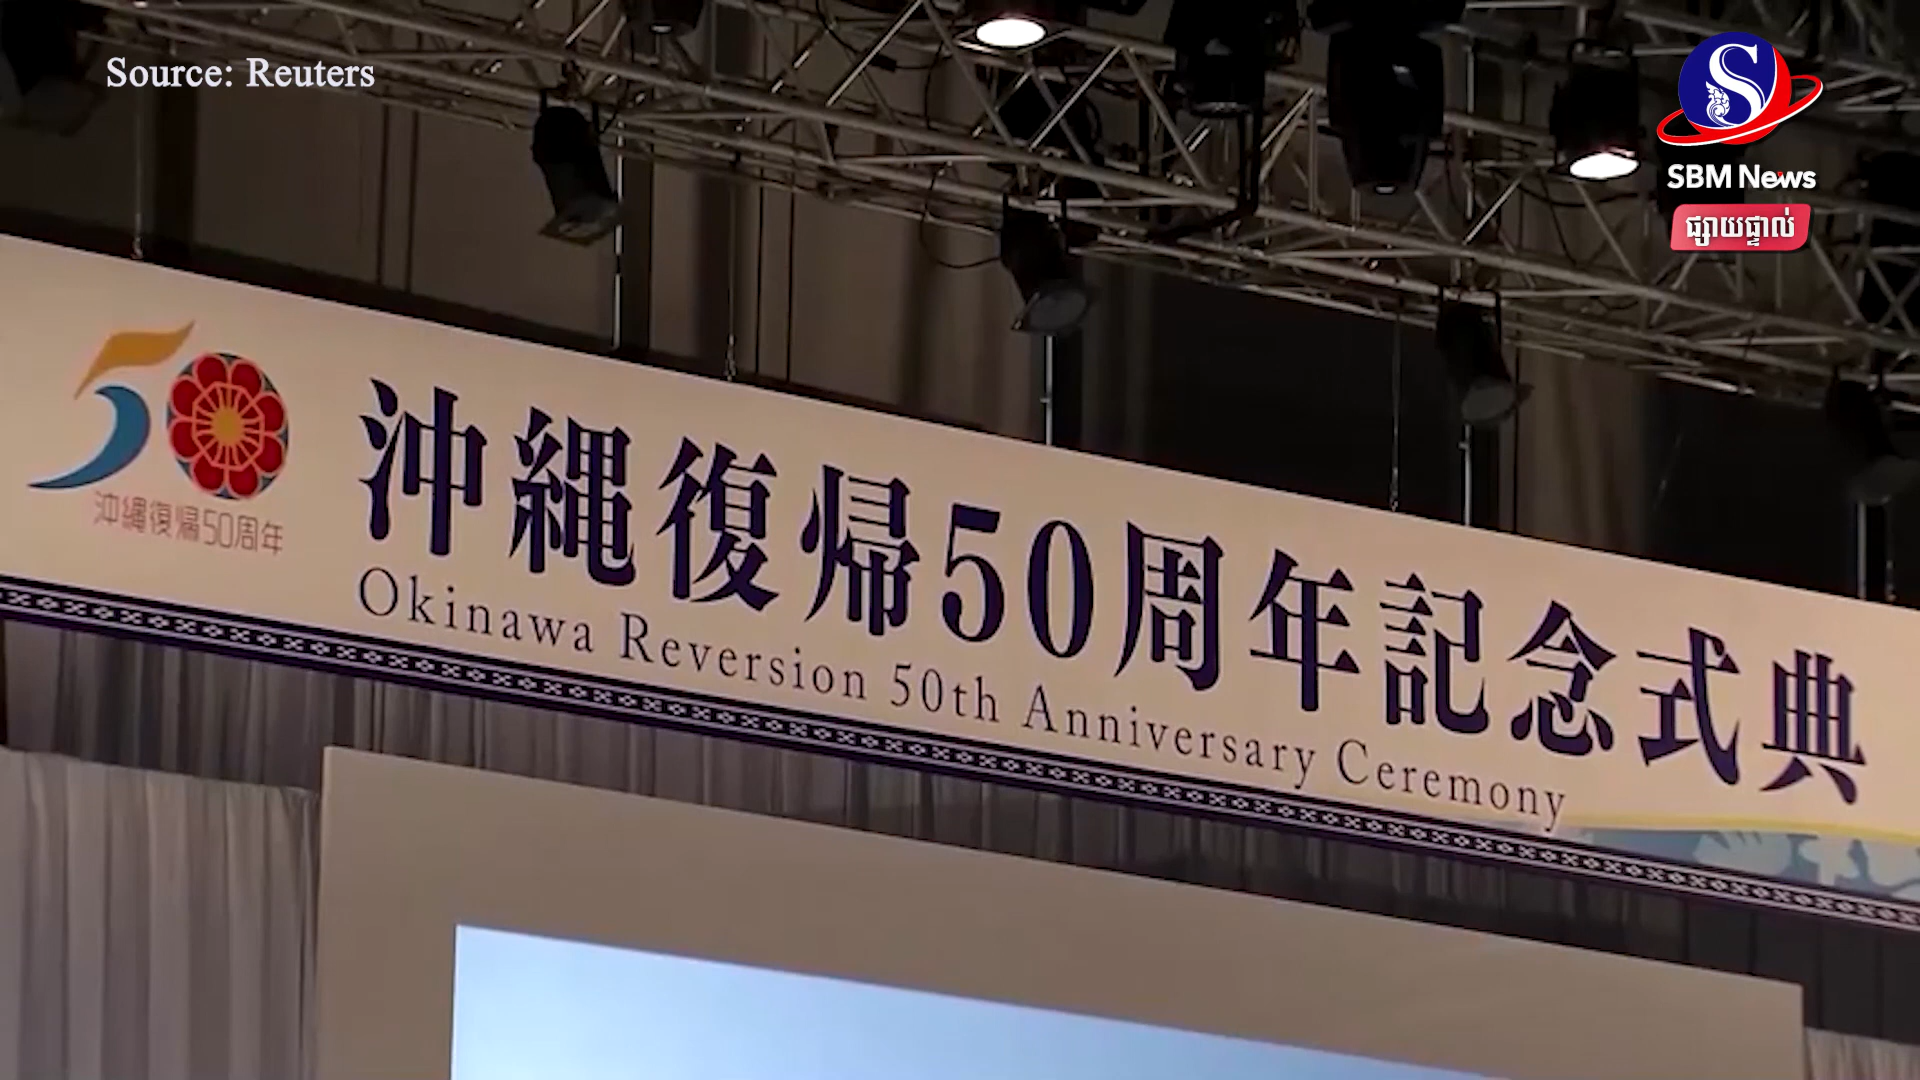 Source: Reuters
SBM News
ផ្សាយផ្ទាល់
沖縄復帰50周年
沖縄復帰50周年記念式典
Okinawa Reversion 50th Anniversary Ceremony